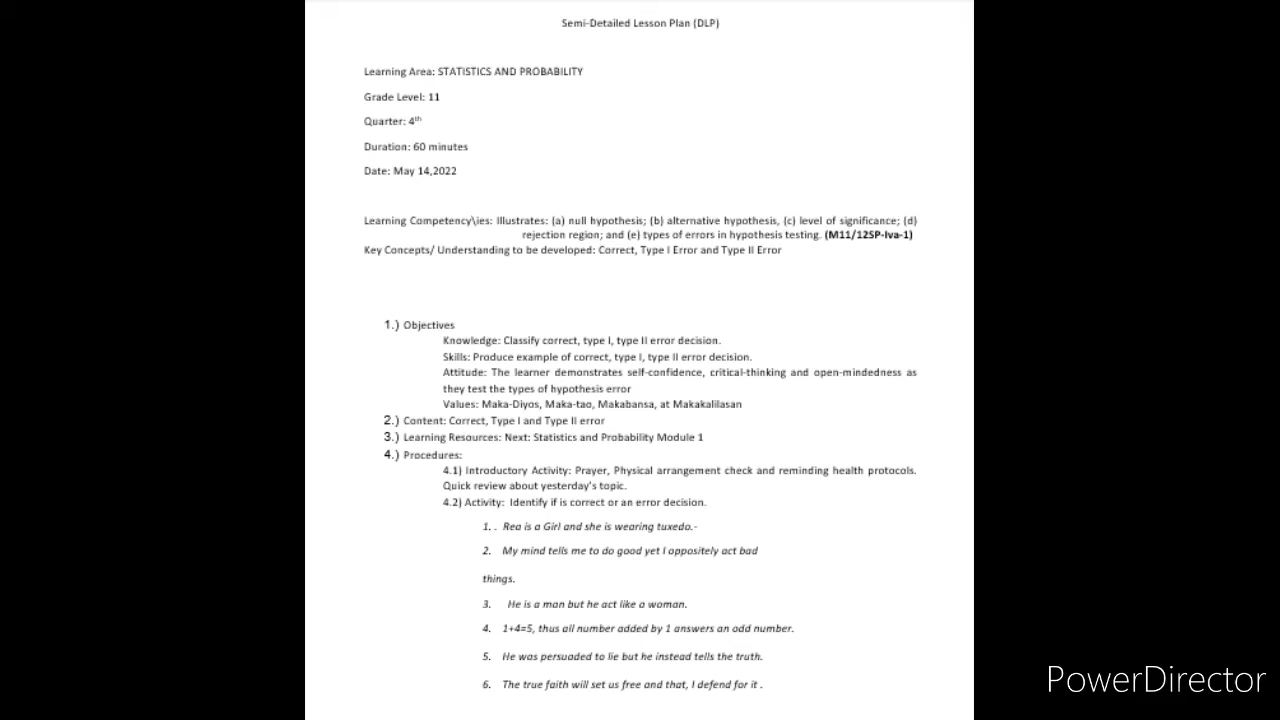 Semi-Detailed Lesson Plan (DLP)
Learning Area: STATISTICS AND PROBABILITY
Grade Level: 11
Quarter: 4th
Duration: 60 minutes
Date: May 14,2022
Learning Competency\ies: Illustrates: (a) null hypothesis; (b) alternative hypothesis, (c) level of significance; (d)
rejection region; and (e) types of errors in hypothesis testing. (M11/12SP-Iva-1)
Key Concepts/ Understanding to be developed: Correct, Type I Error and Type II Error
1.) Objectives
Knowledge: Classify correct, type I, type II error decision.
Skills: Produce example of correct, type I, type II error decision.
Attitude: The learner demonstrates self-confidence, critical-thinking and open-mindedness as
they test the types of hypothesis error
Values: Maka-Diyos, Maka-tao, Makabansa, at Makakalilasan
2.) Content: Correct, Type I and Type II error
3.) Learning Resources: Next: Statistics and Probability Module 1
4.) Procedures:
4.1) Introductory Activity: Prayer, Physical arrangement check and reminding health protocols.
Quick review about yesterday's topic.
4.2) Activity: Identify if is correct or an error decision.
1. . Rea is a Girl and she is wearing tuxedo.-
2. My mind tells me to do good yet I oppositely act bad
things.
3. He is a man but he act like a woman.
4. 1+4=5, thus all number added by 1 answers an odd number.
5. He was persuaded to lie but he instead tells the truth.
6. The true faith will set us free and that, I defend for it .
PowerDirector